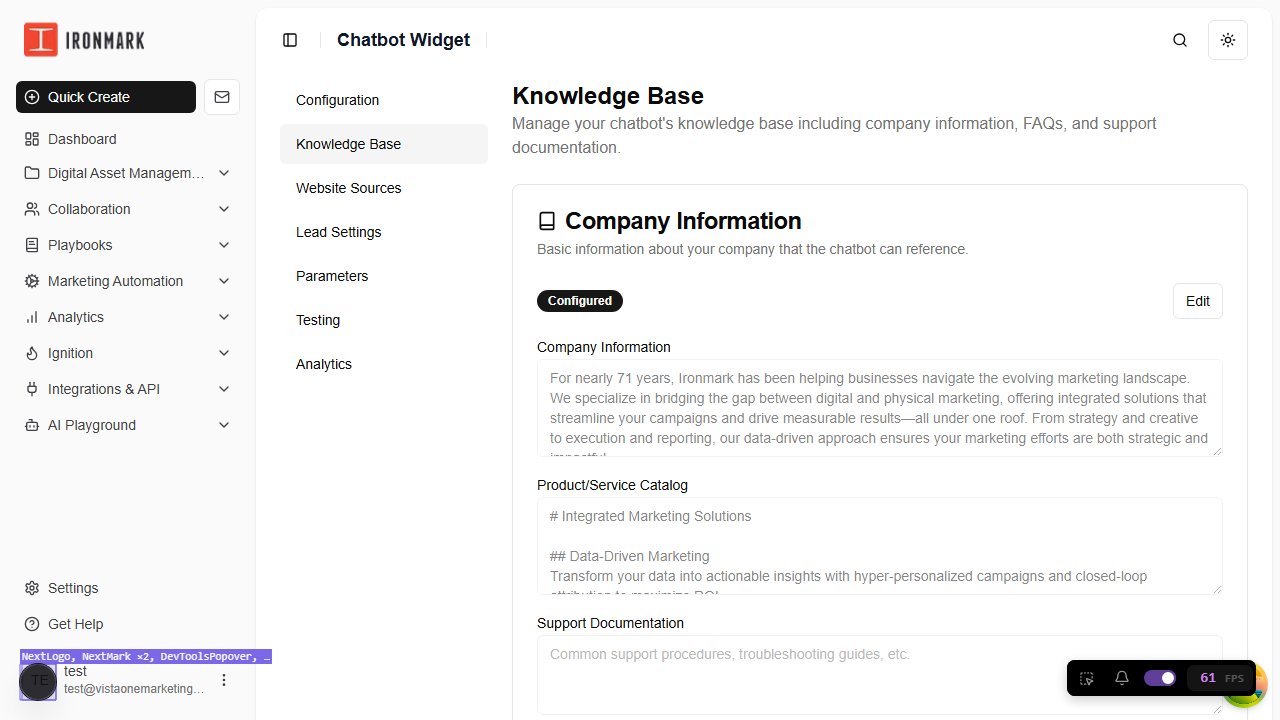 IRONMARK
Quick Create
Dashboard
Digital Asset Managem…
Collaboration
Playbooks
Marketing Automation
Analytics
Ignition
Integrations & API
AI Playground
Settings
Get Help
NextLogo, NextMark ×2, DevToolsPopover, …
TE
test
test@vistaonemarketing…
Chatbot Widget
Configuration
Knowledge Base
Website Sources
Lead Settings
Parameters
Testing
Analytics
Knowledge Base
Manage your chatbot's knowledge base including company information, FAQs, and support
documentation.
Company Information
Basic information about your company that the chatbot can reference.
Configured
Edit
Company Information
For nearly 71 years, Ironmark has been helping businesses navigate the evolving marketing landscape.
We specialize in bridging the gap between digital and physical marketing, offering integrated solutions that
streamline your campaigns and drive measurable results—all under one roof. From strategy and creative
to execution and reporting, our data-driven approach ensures your marketing efforts are both strategic and
Product/Service Catalog
# Integrated Marketing Solutions
## Data-Driven Marketing
Transform your data into actionable insights with hyper-personalized campaigns and closed-loop
attribution to maximize ROI
Support Documentation
Common support procedures, troubleshooting guides, etc.
61 FPS